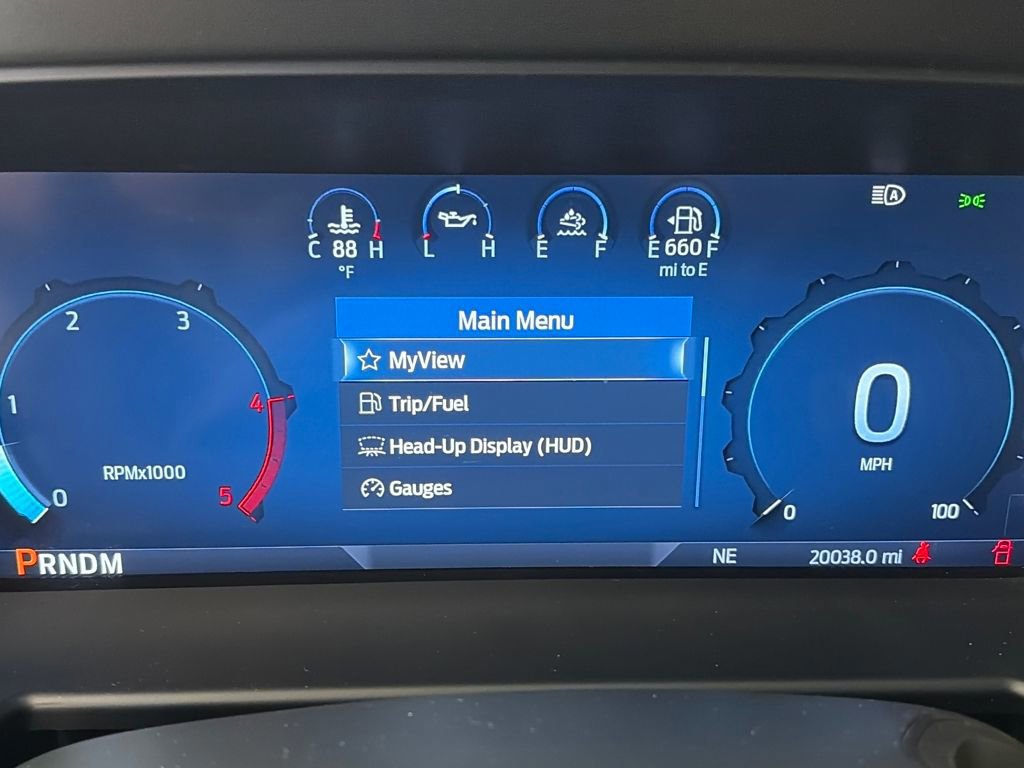 A
C 88 H
°F
L H
E F
E 660 F
mi to E
Main Menu
MyView
Trip/Fuel
Head-Up Display (HUD)
Gauges
0
1
2
3
4
5
RPMx1000
0
MPH
0
100
PRNDM
NE
20038.0 mi